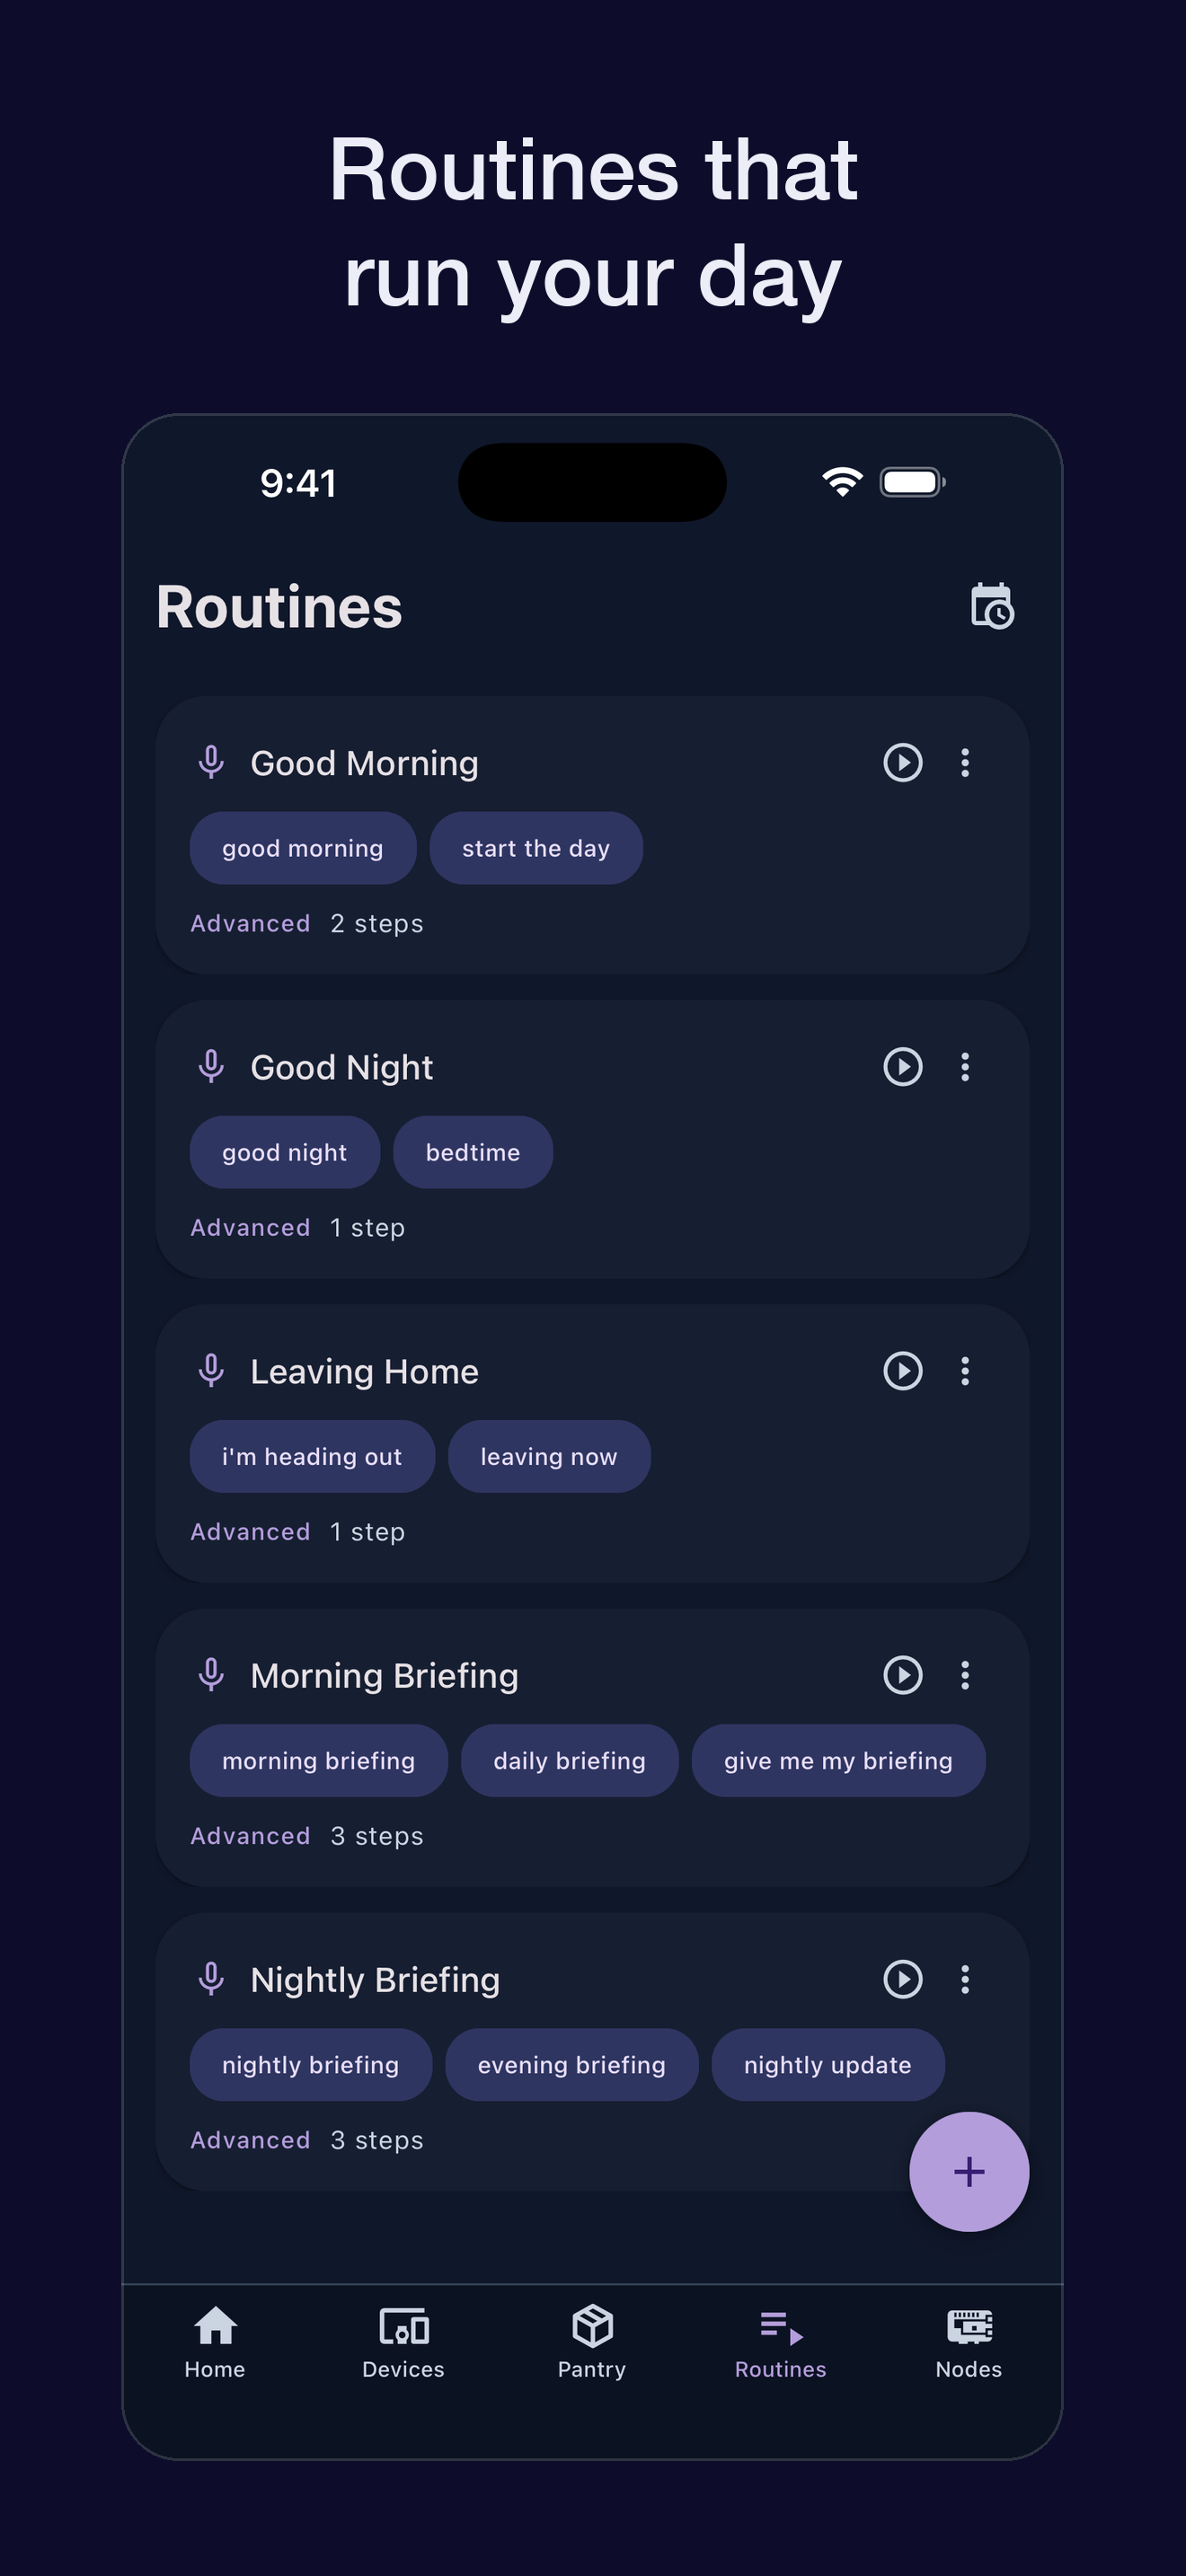 Routines that
run your day
9:41
Routines
Good Morning
good morning start the day
Advanced 2 steps
Good Night
good night bedtime
Advanced 1 step
Leaving Home
i'm heading out leaving now
Advanced 1 step
Morning Briefing
morning briefing daily briefing give me my briefing
Advanced 3 steps
Nightly Briefing
nightly briefing evening briefing nightly update
Advanced 3 steps
Home Devices Pantry Routines Nodes